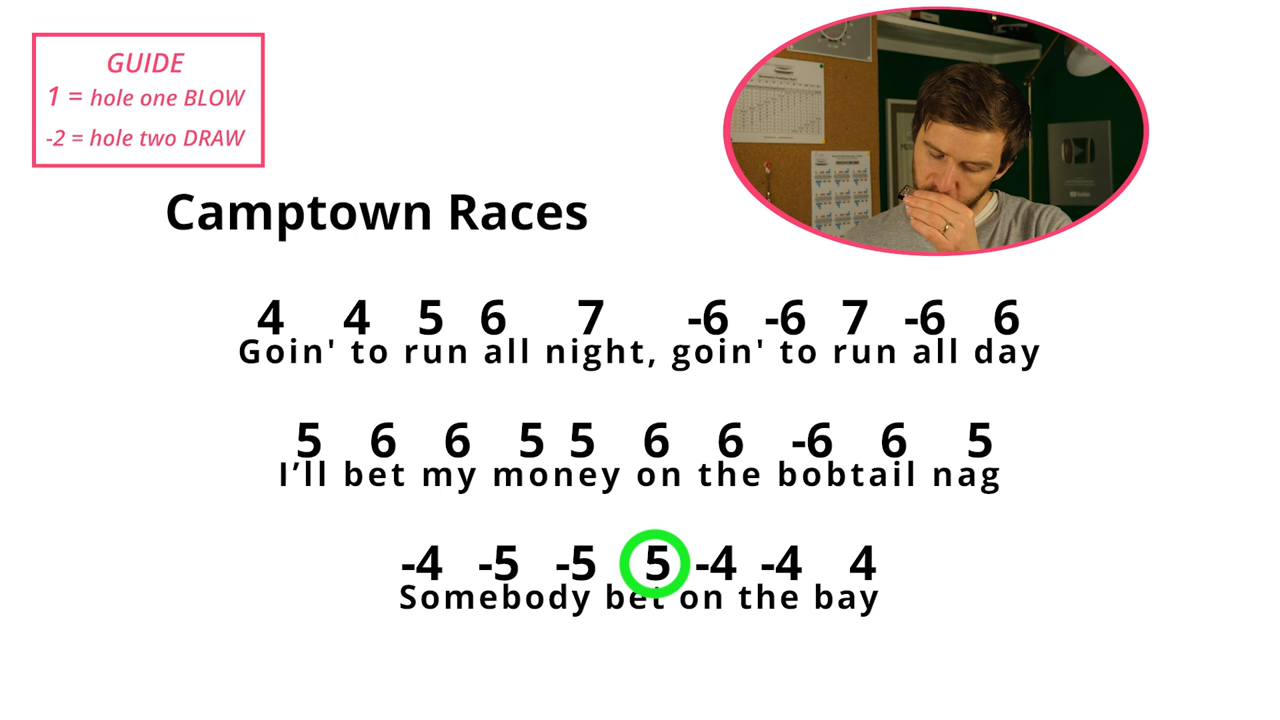 GUIDE
1 = hole one BLOW
-2 = hole two DRAW
Camptown Races
4 4 5 6 7 -6 -6 7 -6 6
Goin' to run all night, goin' to run all day
5 6 6 5 5 6 6 -6 6 5
I’ll bet my money on the bobtail nag
-4 -5 -5 5 -4 -4 4
Somebody bet on the bay